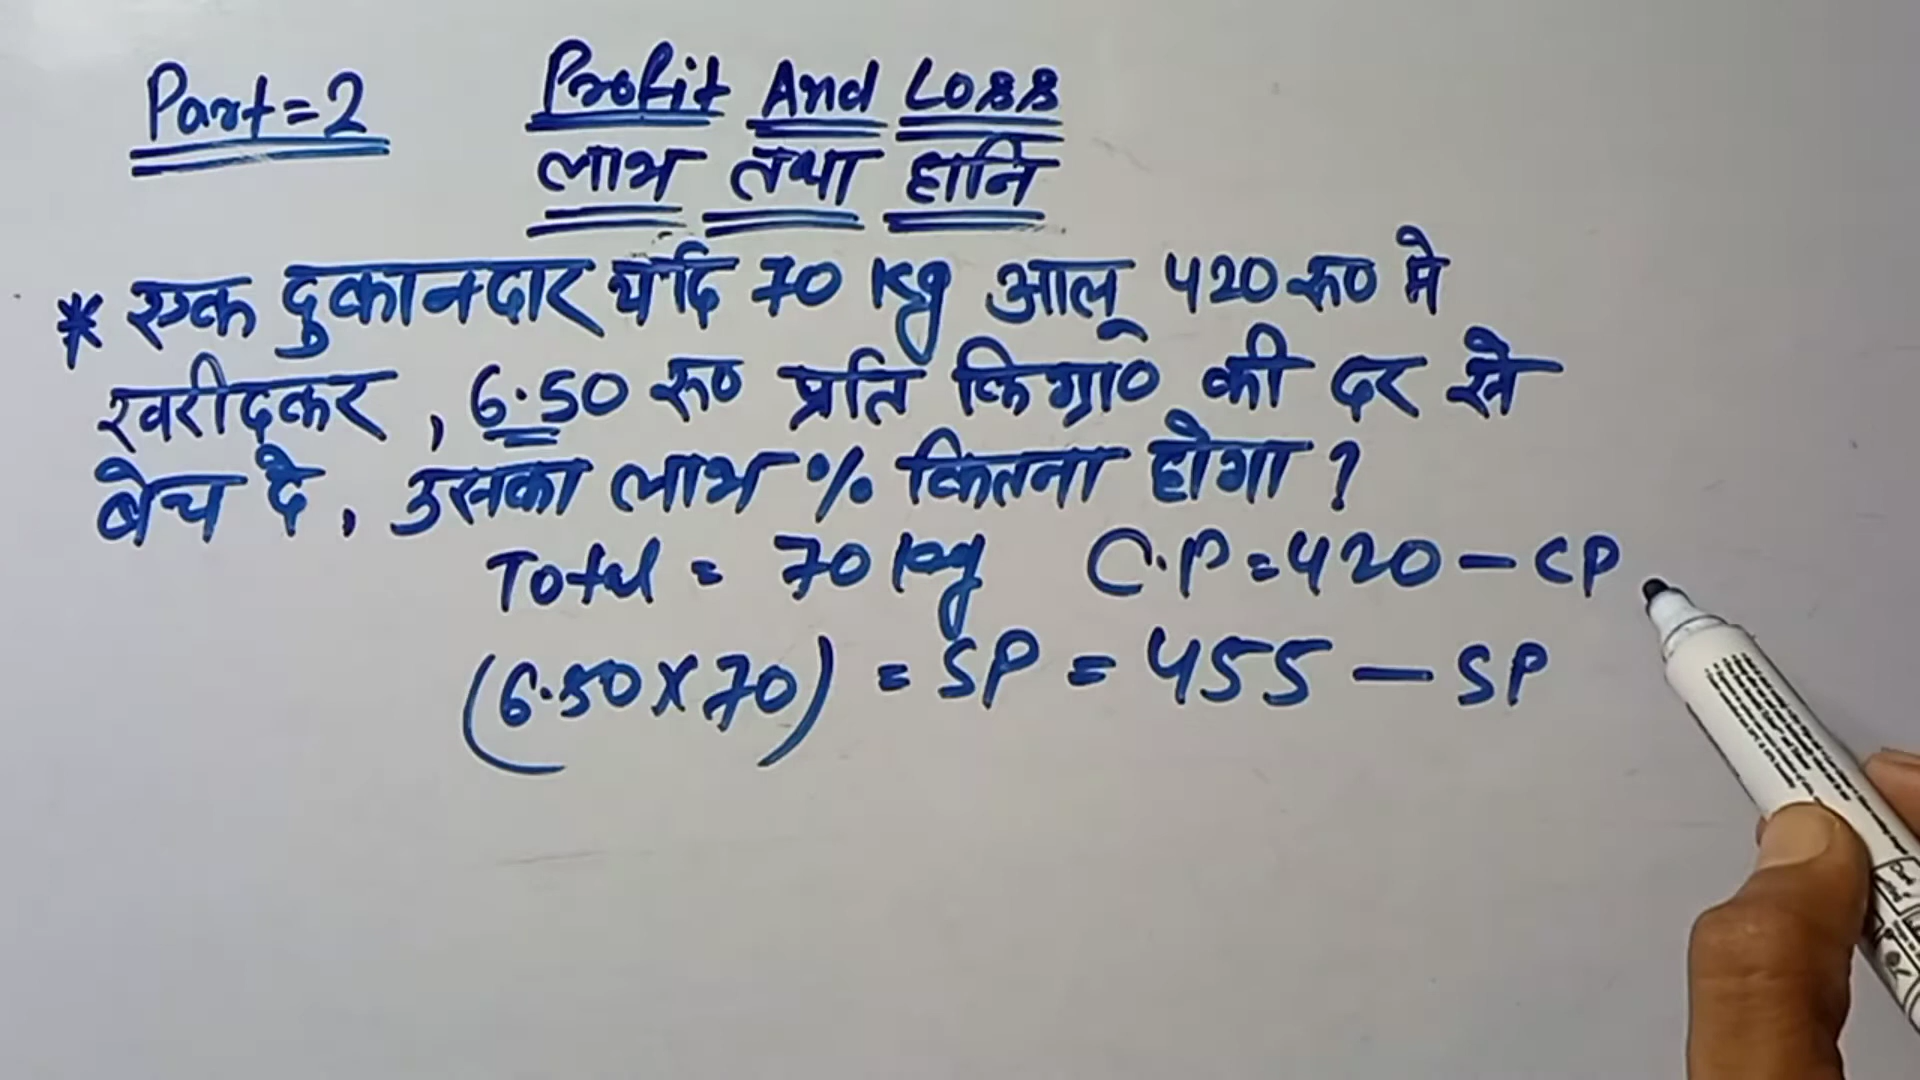 Part=2
Profit And Loss
लाभ तथा हानि
* एक दुकानदार यदि 70 Kg आलू 420 रु० मे
खरीदकर , 6.50 रु० प्रति किग्रा० की दर से
बेच दे , उसका लाभ % कितना होगा ?
Total = 70 kg C.P = 420 - CP
(6.50 x 70) = SP = 455 - SP